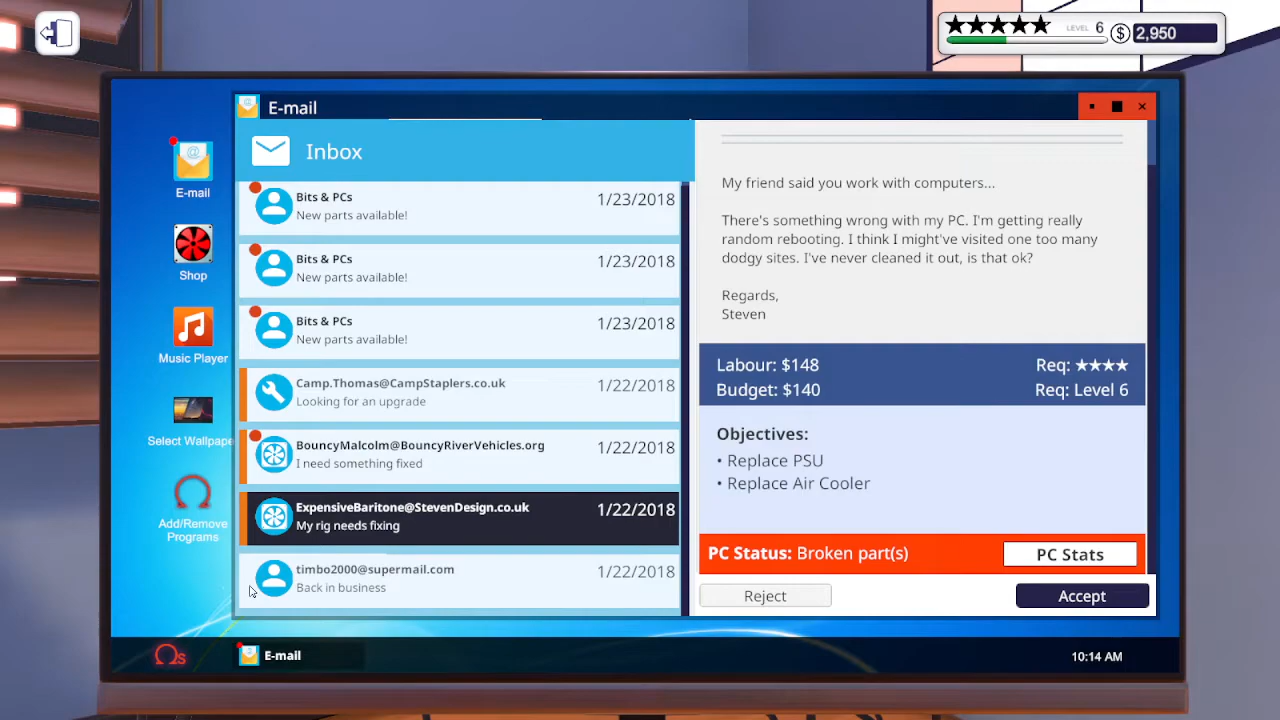 LEVEL 6
$ 2,950
E-mail
Inbox
Bits & PCs
New parts available!
1/23/2018
Bits & PCs
New parts available!
1/23/2018
Bits & PCs
New parts available!
1/23/2018
Camp.Thomas@CampStaplers.co.uk
Looking for an upgrade
1/22/2018
BouncyMalcolm@BouncyRiverVehicles.org
I need something fixed
1/22/2018
ExpensiveBaritone@StevenDesign.co.uk
My rig needs fixing
1/22/2018
timbo2000@supermail.com
Back in business
1/22/2018
My friend said you work with computers...
There's something wrong with my PC. I'm getting really
random rebooting. I think I might've visited one too many
dodgy sites. I've never cleaned it out, is that ok?
Regards,
Steven
Labour: $148
Req: ★★★★
Budget: $140
Req: Level 6
Objectives:
• Replace PSU
• Replace Air Cooler
PC Status: Broken part(s)
PC Stats
Reject
Accept
E-mail
Shop
Music Player
Select Wallpape
Add/Remove
Programs
Ωs
E-mail
10:14 AM